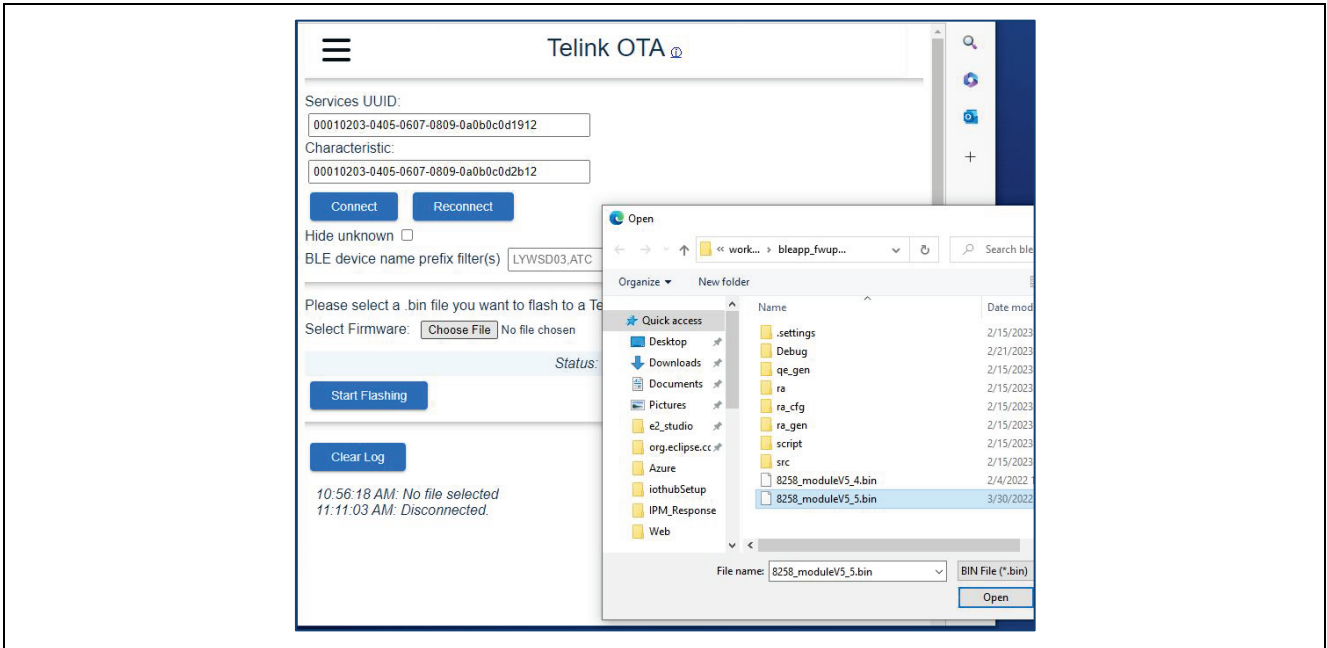 Telink OTA ⓘ
Services UUID:
00010203-0405-0607-0809-0a0b0c0d1912
Characteristic:
00010203-0405-0607-0809-0a0b0c0d2b12
Connect Reconnect
Hide unknown
BLE device name prefix filter(s) LYWSD03,ATC
Please select a .bin file you want to flash to a Te
Select Firmware: Choose File No file chosen
Status:
Start Flashing
Clear Log
10:56:18 AM: No file selected
11:11:03 AM: Disconnected.
Open
« work... › bleapp_fwup... Search ble
Organize New folder
Name Date mod
Quick access
Desktop
Downloads
Documents
Pictures
e2_studio
org.eclipse.cc
Azure
iothubSetup
IPM_Response
Web
.settings 2/15/2023
Debug 2/21/2023
qe_gen 2/15/2023
ra 2/15/2023
ra_cfg 2/15/2023
ra_gen 2/15/2023
script 2/15/2023
src 2/15/2023
8258_moduleV5_4.bin 2/4/2022 1
8258_moduleV5_5.bin 3/30/2022
File name: 8258_moduleV5_5.bin BIN File (*.bin)
Open